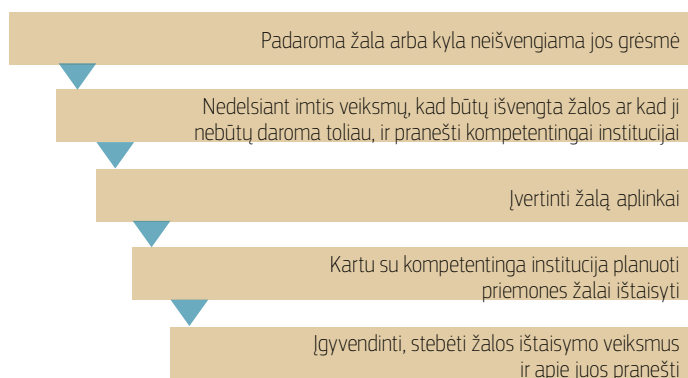 Padaroma žala arba kyla neišvengiama jos grėsmė
Nedelsiant imtis veiksmų, kad būtų išvengta žalos ar kad ji
nebūtų daroma toliau, ir pranešti kompetentingai institucijai
Įvertinti žalą aplinkai
Kartu su kompetentinga institucija planuoti
priemones žalai ištaisyti
Įgyvendinti, stebėti žalos ištaisymo veiksmus
ir apie juos pranešti